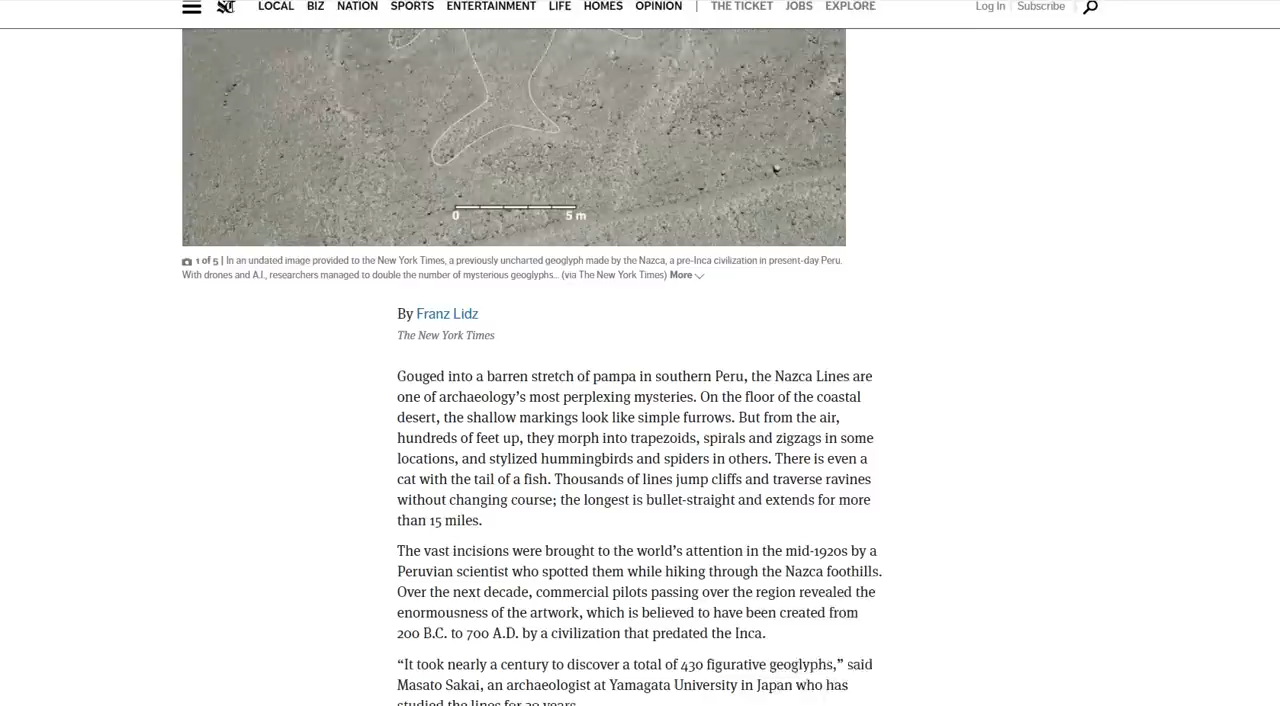 LOCAL BIZ NATION SPORTS ENTERTAINMENT LIFE HOMES OPINION | THE TICKET JOBS EXPLORE Log In | Subscribe
0 5 m
1 of 5 | In an undated image provided to the New York Times, a previously uncharted geoglyph made by the Nazca, a pre-Inca civilization in present-day Peru.
With drones and A.I., researchers managed to double the number of mysterious geoglyphs... (via The New York Times) More
By Franz Lidz
The New York Times
Gouged into a barren stretch of pampa in southern Peru, the Nazca Lines are
one of archaeology’s most perplexing mysteries. On the floor of the coastal
desert, the shallow markings look like simple furrows. But from the air,
hundreds of feet up, they morph into trapezoids, spirals and zigzags in some
locations, and stylized hummingbirds and spiders in others. There is even a
cat with the tail of a fish. Thousands of lines jump cliffs and traverse ravines
without changing course; the longest is bullet-straight and extends for more
than 15 miles.
The vast incisions were brought to the world’s attention in the mid-1920s by a
Peruvian scientist who spotted them while hiking through the Nazca foothills.
Over the next decade, commercial pilots passing over the region revealed the
enormousness of the artwork, which is believed to have been created from
200 B.C. to 700 A.D. by a civilization that predated the Inca.
“It took nearly a century to discover a total of 430 figurative geoglyphs,” said
Masato Sakai, an archaeologist at Yamagata University in Japan who has
studied the lines for 30 years.